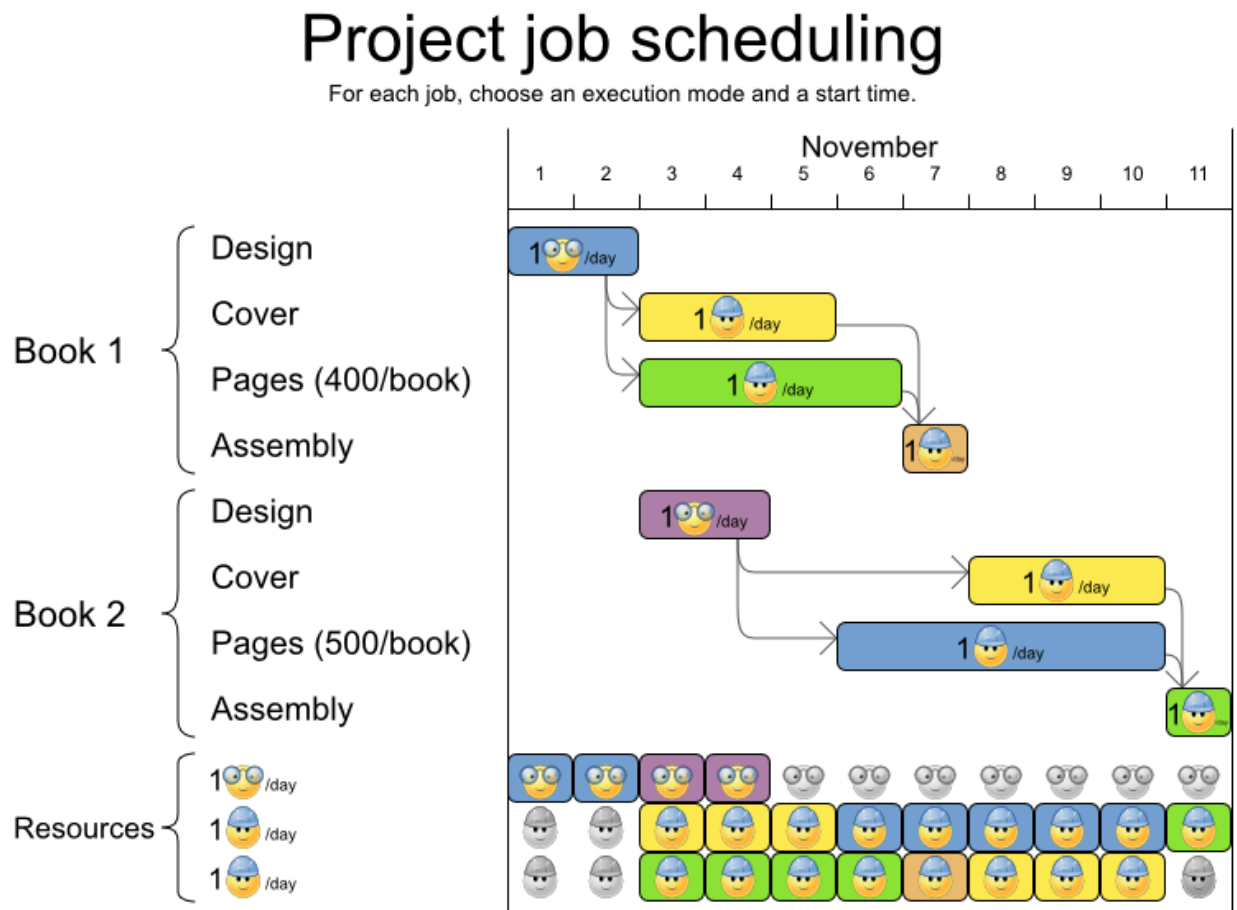 Project job scheduling
For each job, choose an execution mode and a start time.
November
1 2 3 4 5 6 7 8 9 10 11
Book 1
Design
1 /day
Cover
1 /day
Pages (400/book)
1 /day
Assembly
1 /day
Book 2
Design
1 /day
Cover
1 /day
Pages (500/book)
1 /day
Assembly
1 /day
Resources
1 /day
1 /day
1 /day